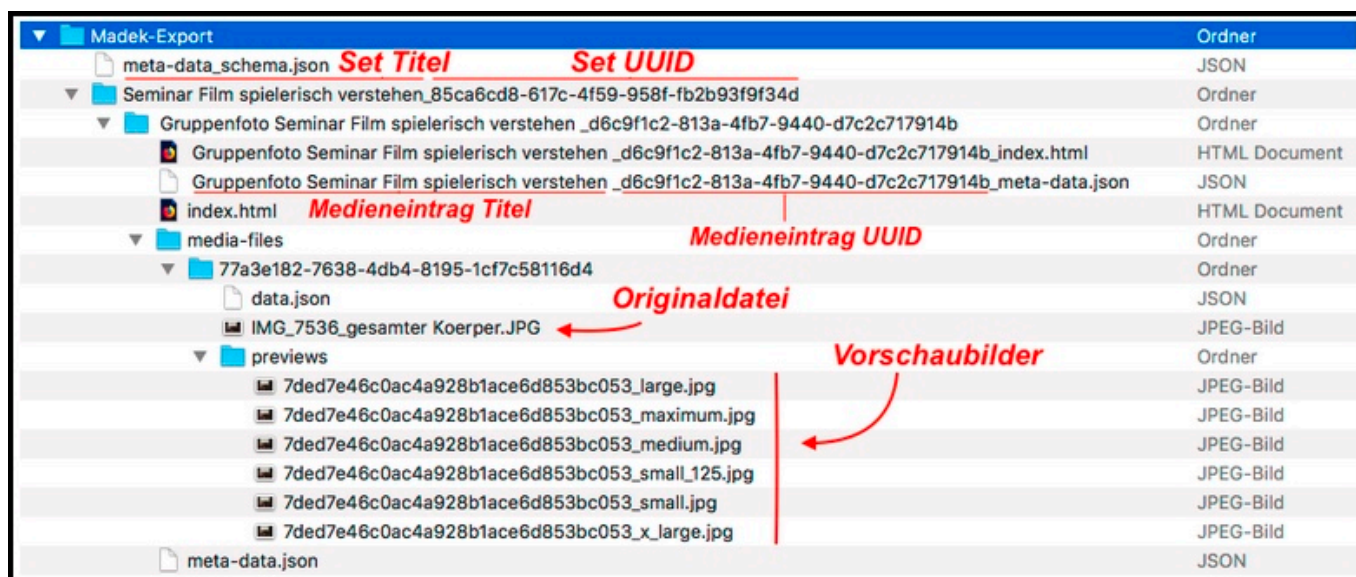 Madek-Export Ordner
meta-data_schema.json Set Titel Set UUID JSON
Seminar Film spielerisch verstehen_85ca6cd8-617c-4f59-958f-fb2b93f9f34d Ordner
Gruppenfoto Seminar Film spielerisch verstehen _d6c9f1c2-813a-4fb7-9440-d7c2c717914b Ordner
Gruppenfoto Seminar Film spielerisch verstehen _d6c9f1c2-813a-4fb7-9440-d7c2c717914b_index.html HTML Document
Gruppenfoto Seminar Film spielerisch verstehen _d6c9f1c2-813a-4fb7-9440-d7c2c717914b_meta-data.json JSON
index.html Medieneintrag Titel HTML Document
media-files Medieneintrag UUID Ordner
77a3e182-7638-4db4-8195-1cf7c58116d4 Ordner
data.json Originaldatei JSON
IMG_7536_gesamter Koerper.JPG JPEG-Bild
previews Vorschaubilder Ordner
7ded7e46c0ac4a928b1ace6d853bc053_large.jpg JPEG-Bild
7ded7e46c0ac4a928b1ace6d853bc053_maximum.jpg JPEG-Bild
7ded7e46c0ac4a928b1ace6d853bc053_medium.jpg JPEG-Bild
7ded7e46c0ac4a928b1ace6d853bc053_small_125.jpg JPEG-Bild
7ded7e46c0ac4a928b1ace6d853bc053_small.jpg JPEG-Bild
7ded7e46c0ac4a928b1ace6d853bc053_x_large.jpg JPEG-Bild
meta-data.json JSON